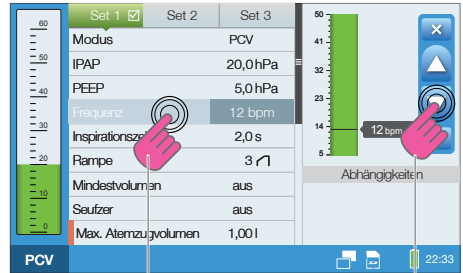 Set 1 Set 2 Set 3
Modus PCV
IPAP 20,0 hPa
PEEP 5,0 hPa
Frequenz 12 bpm
Inspirationsze 2,0 s
Rampe 3
Mindestvolumen aus
Seufzer aus
Max. Atemzugvolumen 1,00 l
60
50
40
30
20
10
0
50
41
32
23
14
5
12 bpm
Abhängigkeiten
PCV
22:33